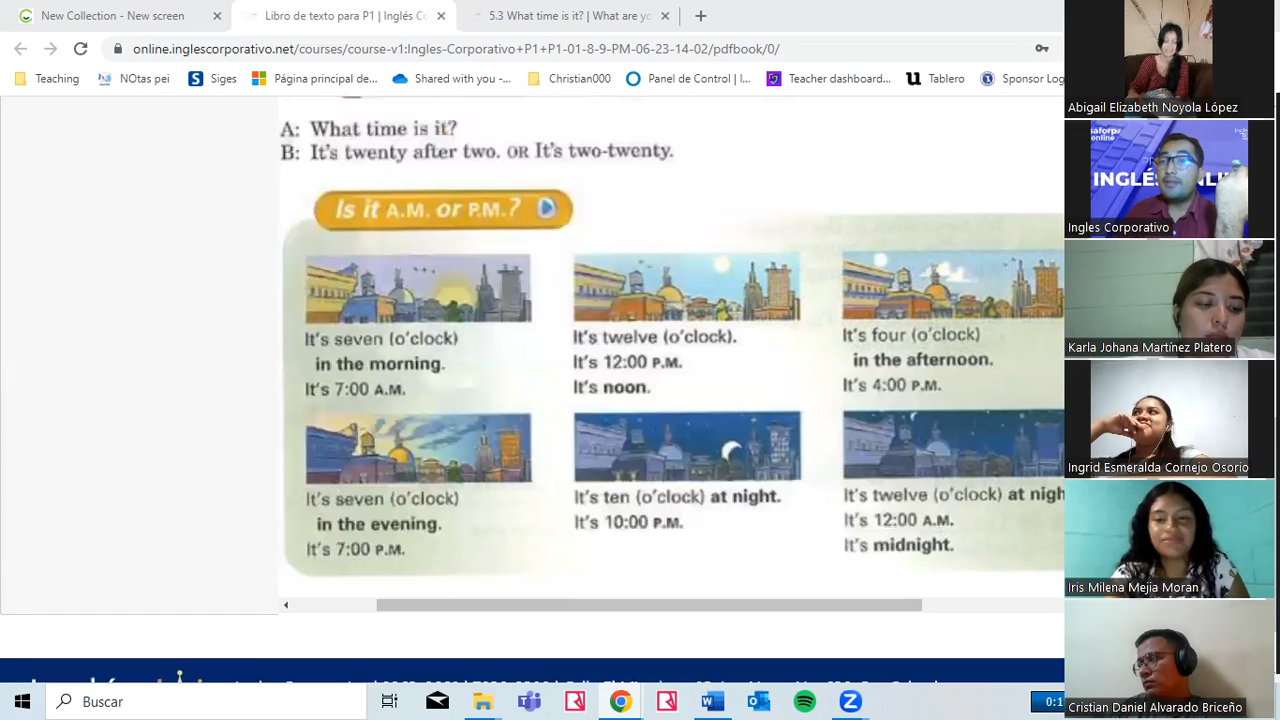 New Collection - New screen
Libro de texto para P1 | Inglés Co
5.3 What time is it? | What are yo
online.inglescorporativo.net/courses/course-v1:Ingles-Corporativo+P1+P1-01-8-9-PM-06-23-14-02/pdfbook/0/
Teaching
NOtas pei
Siges
Página principal de...
Shared with you -...
Christian000
Panel de Control | I...
Teacher dashboard...
Tablero
Sponsor Log
A: What time is it?
B: It's twenty after two. OR It's two-twenty.
Is it A.M. or P.M.?
It's seven (o'clock)
in the morning.
It's 7:00 A.M.
It's twelve (o'clock).
It's 12:00 P.M.
It's noon.
It's four (o'clock)
in the afternoon.
It's 4:00 P.M.
It's seven (o'clock)
in the evening.
It's 7:00 P.M.
It's ten (o'clock) at night.
It's 10:00 P.M.
It's twelve (o'clock) at nigh
It's 12:00 A.M.
It's midnight.
Abigail Elizabeth Noyola López
online
INGLÉS ONLI
Ingles Corporativo
Karla Johana Martínez Platero
Ingrid Esmeralda Cornejo Osorio
Iris Milena Mejia Moran
Cristian Daniel Alvarado Briceño
Buscar
0:1